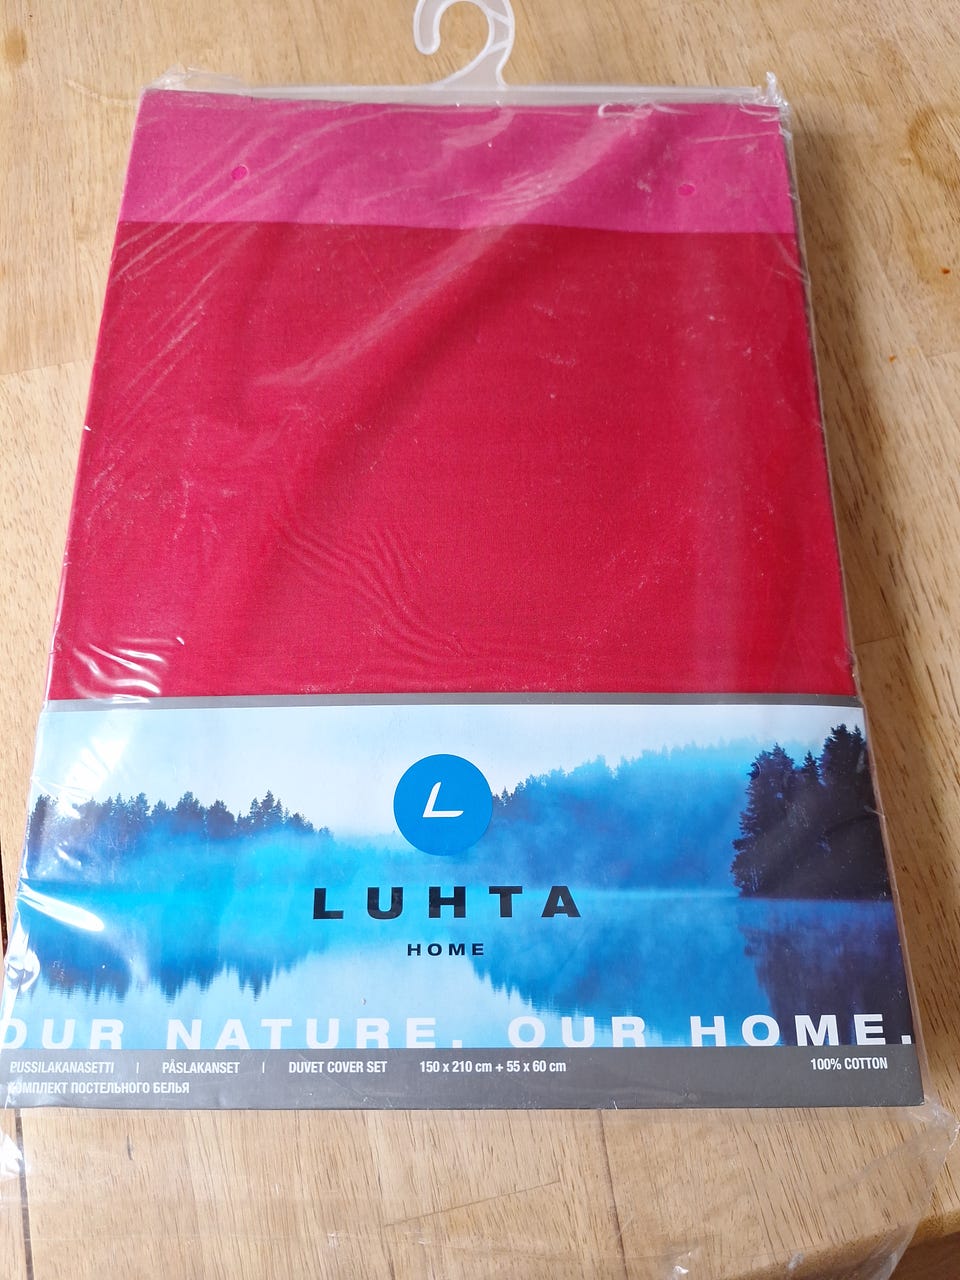 L
LUHTA
HOME
OUR NATURE. OUR HOME.
PUSSILAKANASETTI | PÅSLAKANSET | DUVET COVER SET 150 x 210 cm + 55 x 60 cm 100% COTTON
КОМПЛЕКТ ПОСТЕЛЬНОГО БЕЛЬЯ